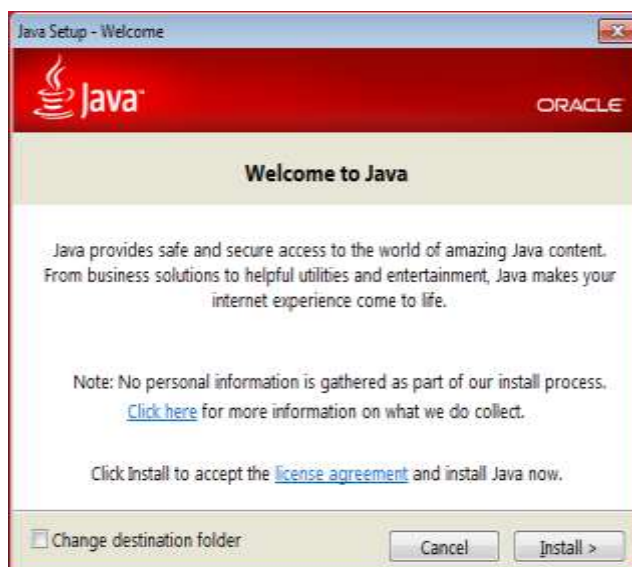 Java Setup - Welcome
Java™
ORACLE
Welcome to Java
Java provides safe and secure access to the world of amazing Java content.
From business solutions to helpful utilities and entertainment, Java makes your
internet experience come to life.
Note: No personal information is gathered as part of our install process.
Click here for more information on what we do collect.
Click Install to accept the license agreement and install Java now.
Change destination folder
Cancel
Install >